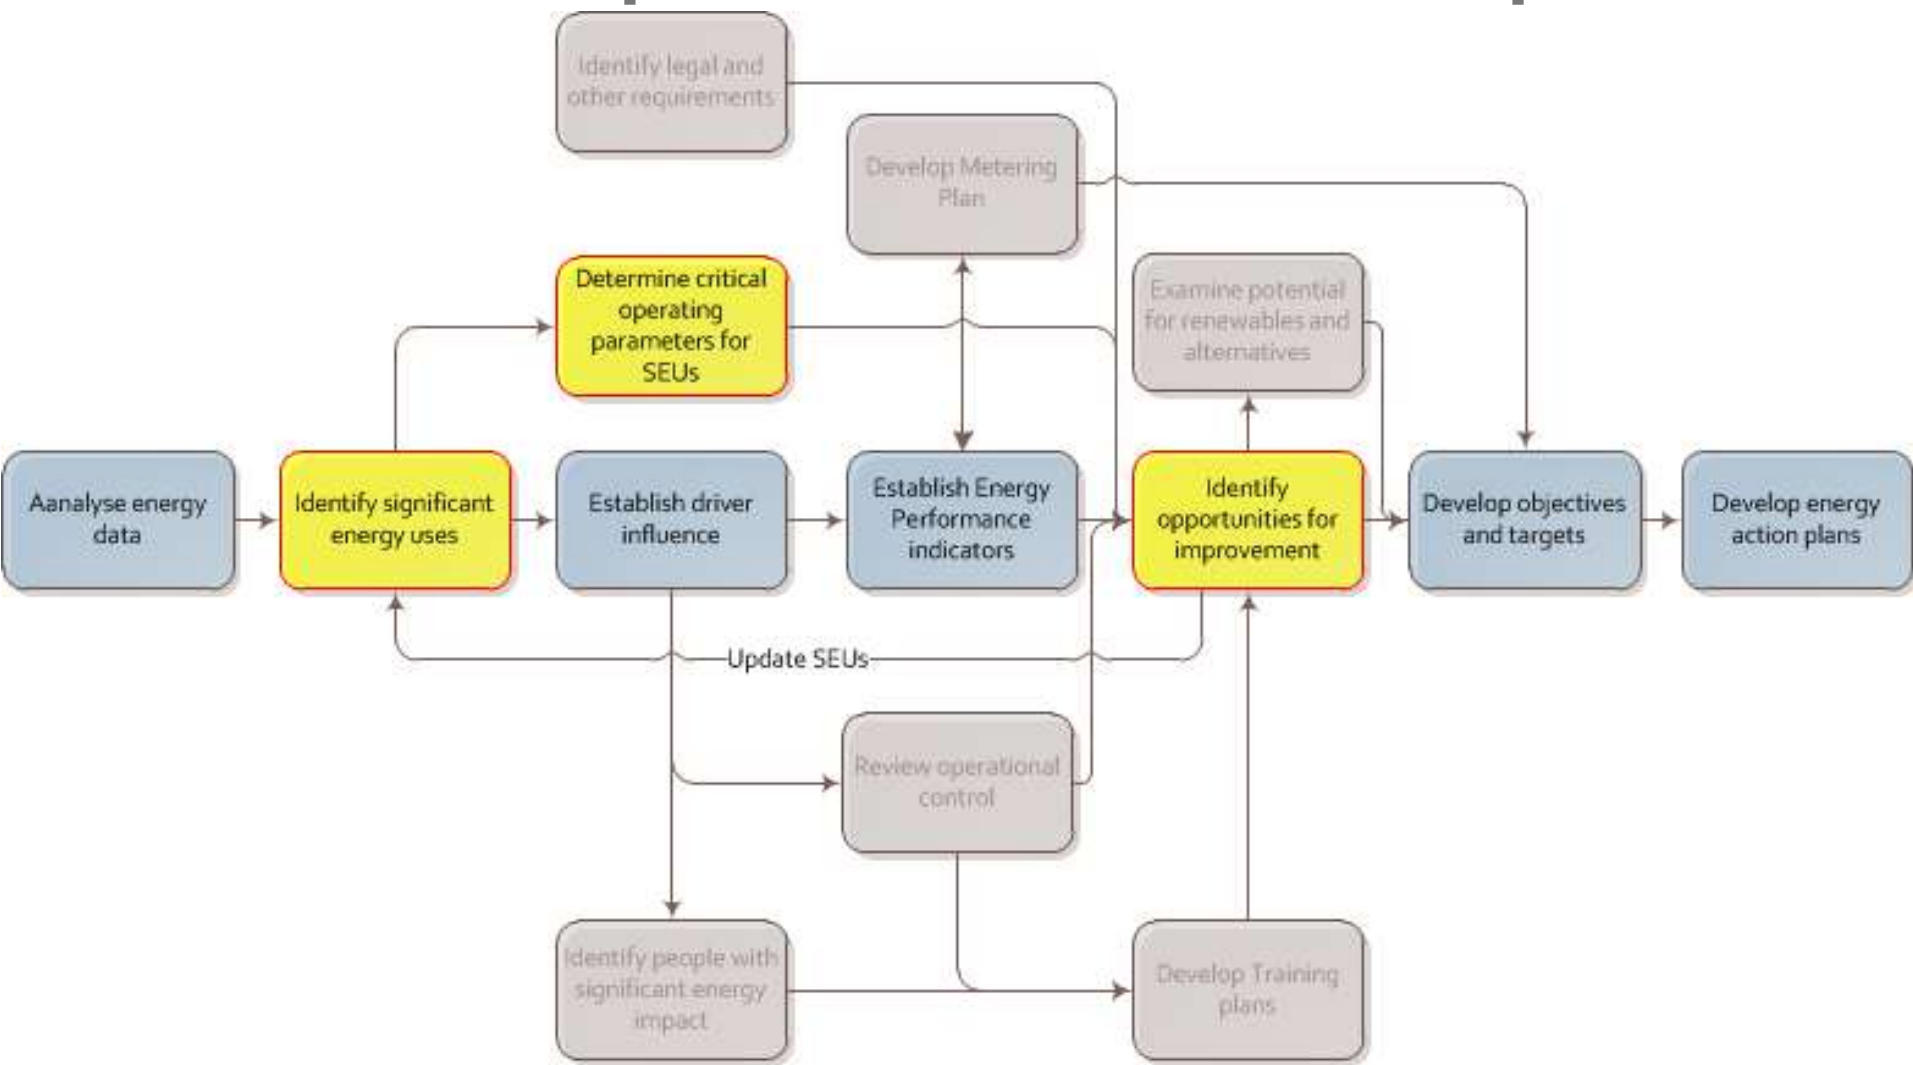 Identify legal and
other requirements
Develop Metering
Plan
Determine critical
operating
parameters for
SEUs
Examine potential
for renewables and
alternatives
Aanalyse energy
data
Identify significant
energy uses
Establish driver
influence
Establish Energy
Performance
indicators
Identify
opportunities for
improvement
Develop objectives
and targets
Develop energy
action plans
Update SEUs
Review operational
control
Identify people with
significant energy
impact
Develop Training
plans